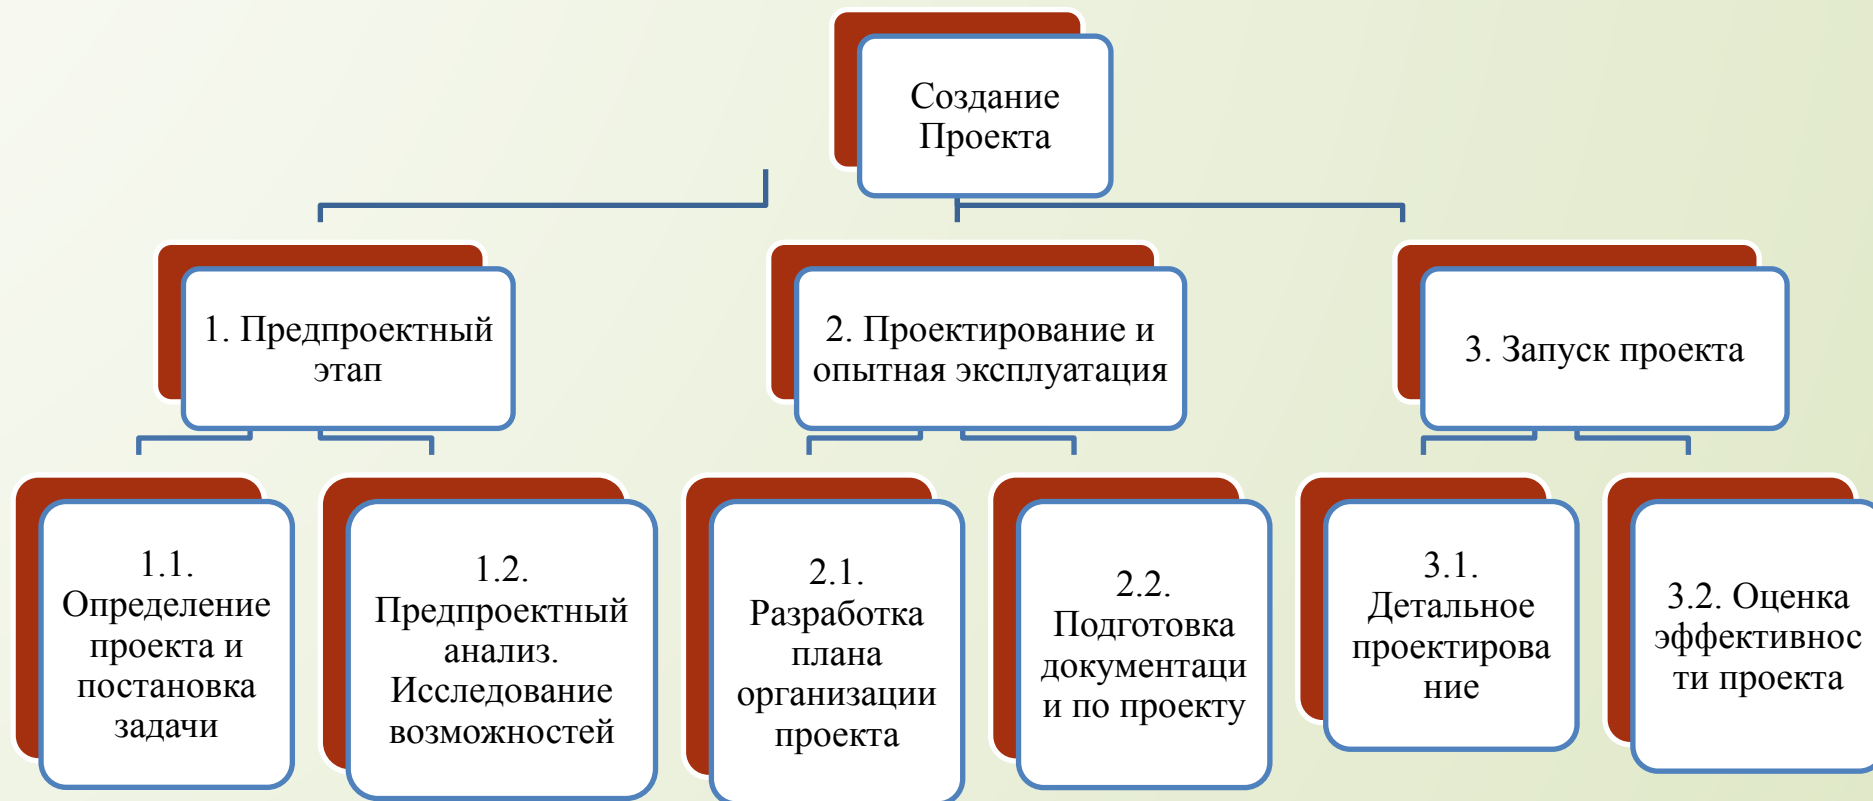 Создание
Проекта
1. Предпроектный
этап
2. Проектирование и
опытная эксплуатация
3. Запуск проекта
1.1.
Определение
проекта и
постановка
задачи
1.2.
Предпроектный
анализ.
Исследование
возможностей
2.1.
Разработка
плана
организации
проекта
2.2.
Подготовка
документаци
и по проекту
3.1.
Детальное
проектирова
ние
3.2. Оценка
эффективнос
ти проекта